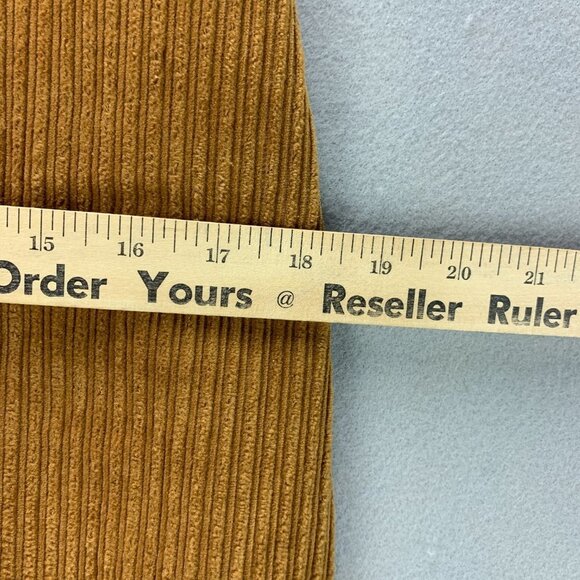 15 16 17 18 19 20 21
Order Yours @ Reseller Ruler